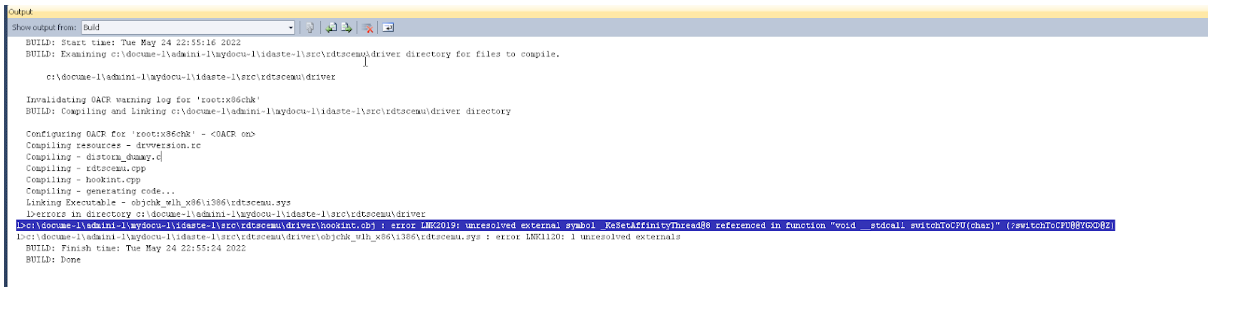 Output
Show output from: Build
BUILD: Start time: Tue May 24 22:55:16 2022
BUILD: Examining c:\docume~1\admini~1\mydocu~1\idaste~1\src\rdtscemu\driver directory for files to compile.
c:\docume~1\admini~1\mydocu~1\idaste~1\src\rdtscemu\driver
Invalidating OACR warning log for 'root:x86chk'
BUILD: Compiling and Linking c:\docume~1\admini~1\mydocu~1\idaste~1\src\rdtscemu\driver directory
Configuring OACR for 'root:x86chk' - <OACR on>
Compiling resources - drvversion.rc
Compiling - distorm_dummy.c
Compiling - rdtscemu.cpp
Compiling - hookint.cpp
Compiling - generating code...
Linking Executable - objchk_wlh_x86\i386\rdtscemu.sys
1>errors in directory c:\docume~1\admini~1\mydocu~1\idaste~1\src\rdtscemu\driver
1>c:\docume~1\admini~1\mydocu~1\idaste~1\src\rdtscemu\driver\hookint.obj : error LNK2019: unresolved external symbol _KeSetAffinityThread@8 referenced in function "void __stdcall switchToCPU(char)" (?switchToCPU@@YGXD@Z)
1>c:\docume~1\admini~1\mydocu~1\idaste~1\src\rdtscemu\driver\objchk_wlh_x86\i386\rdtscemu.sys : error LNK1120: 1 unresolved externals
BUILD: Finish time: Tue May 24 22:55:24 2022
BUILD: Done